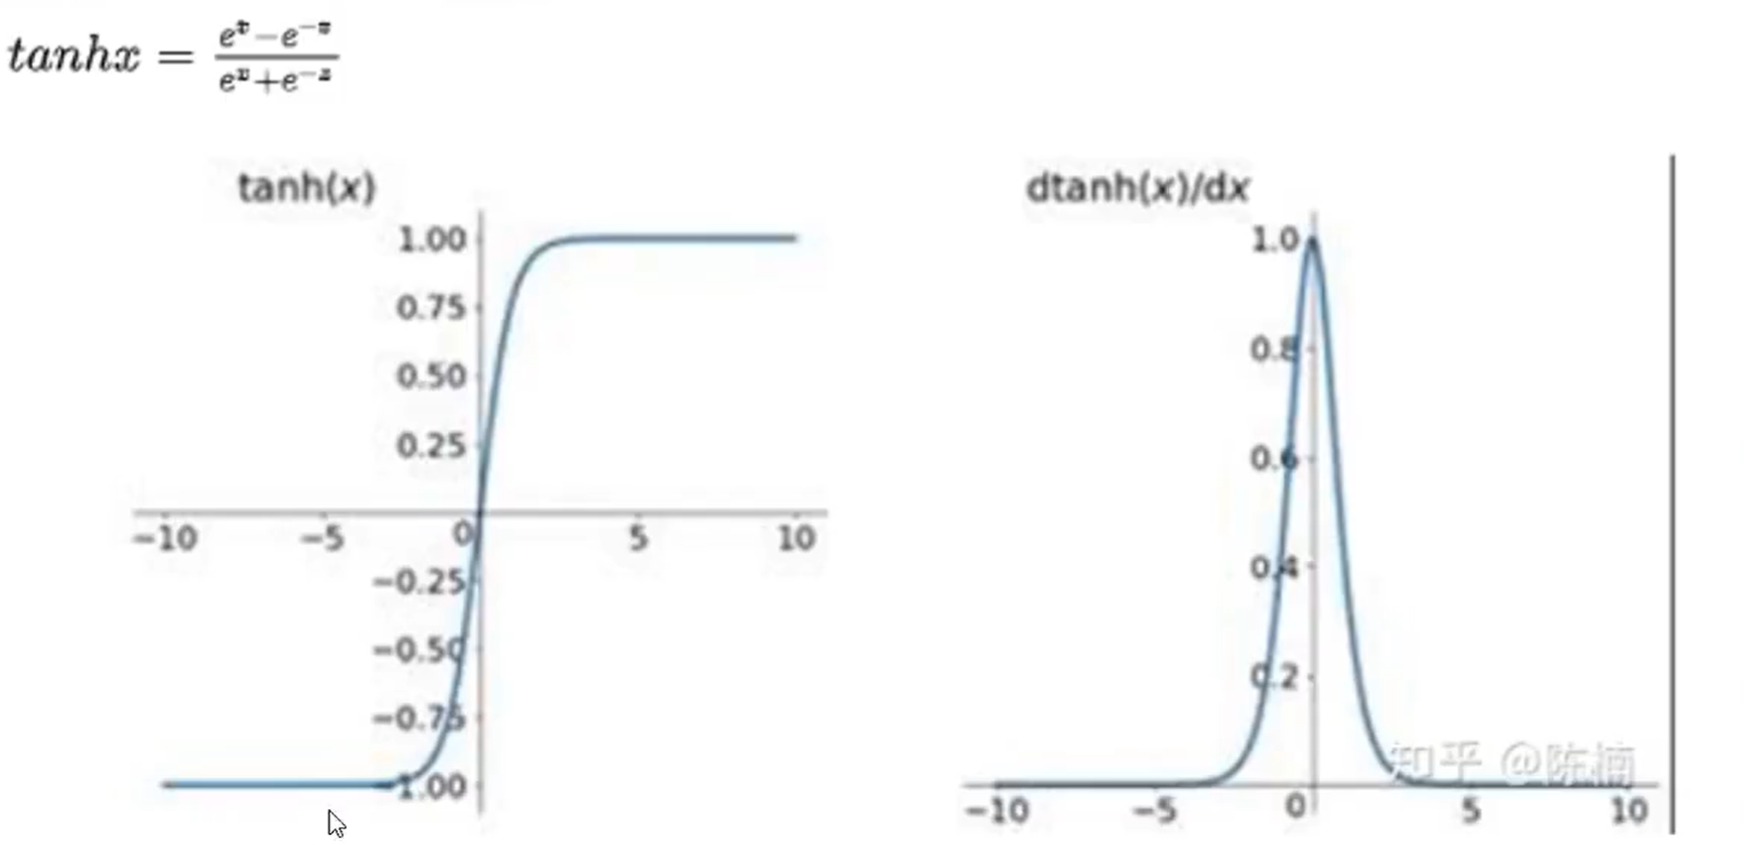 tanhx = \frac{e^x-e^{-x}}{e^x+e^{-x}}
tanh(x)
1.00
0.75
0.50
0.25
−10 −5 0 5 10
−0.25
−0.50
−0.75
−1.00
dtanh(x)/dx
1.0
0.8
0.6
0.4
0.2
−10 −5 0 5 10
知乎 @陈楠